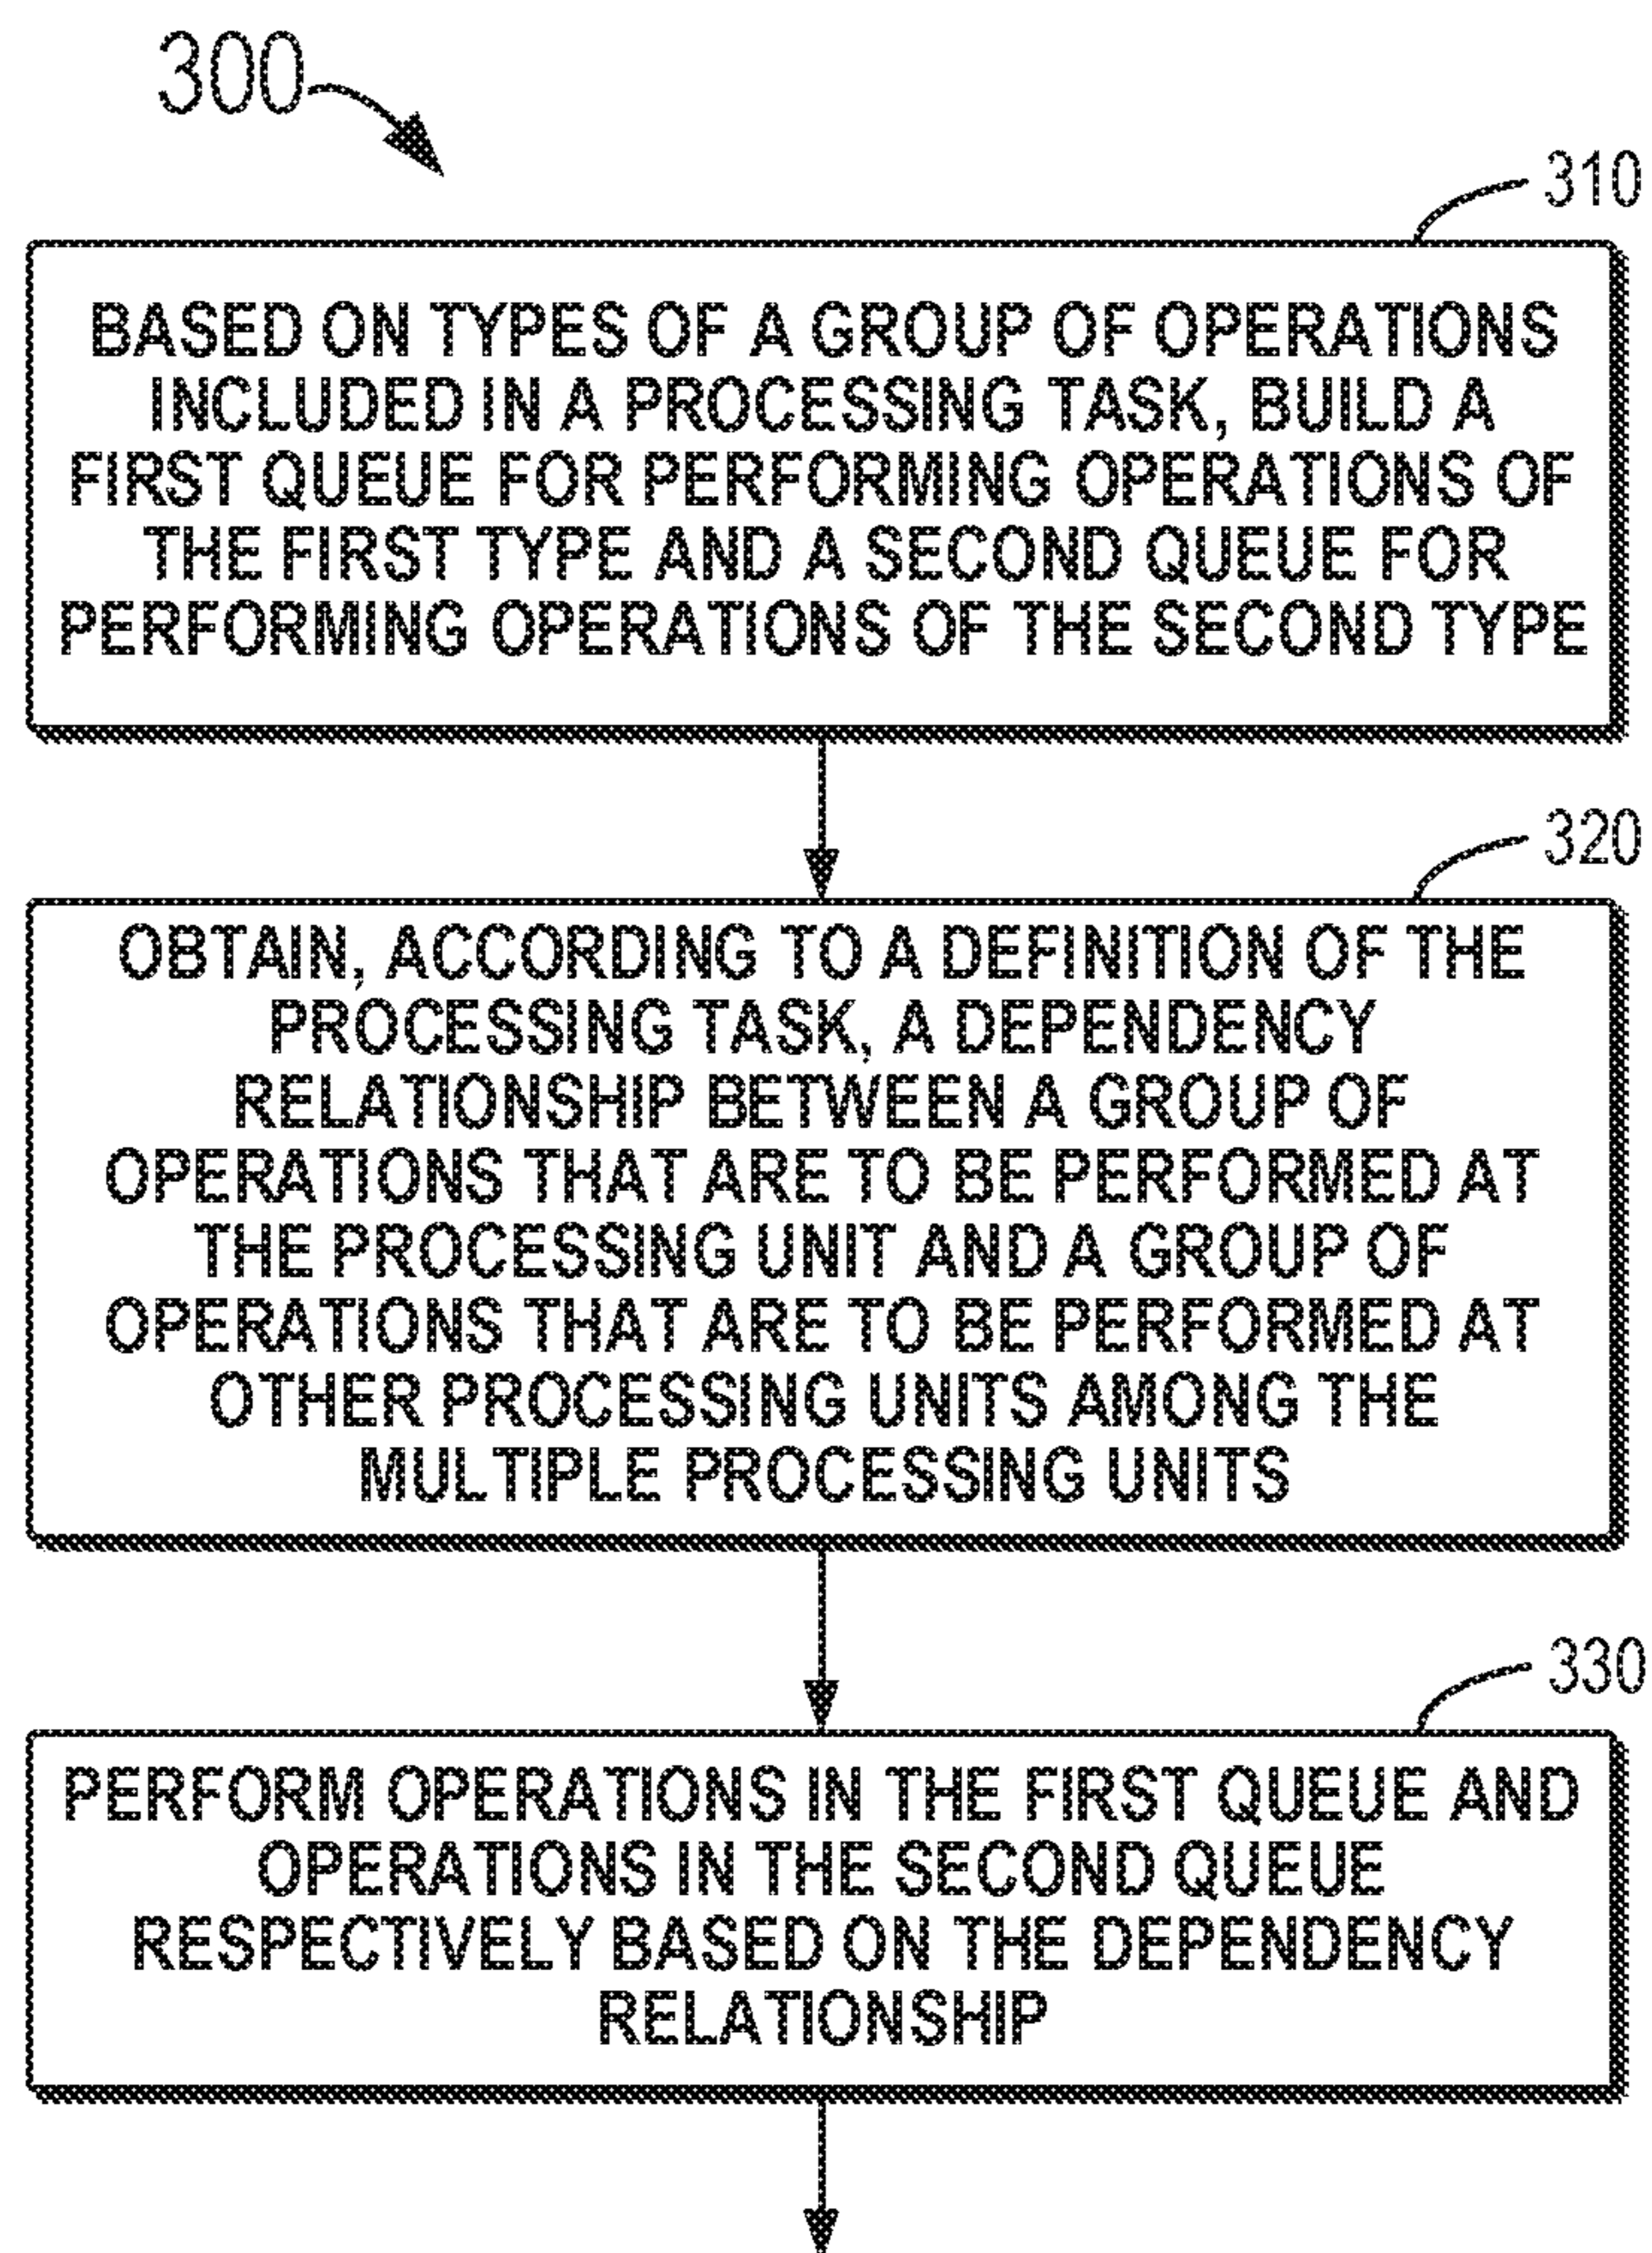 300
310
BASED ON TYPES OF A GROUP OF OPERATIONS
INCLUDED IN A PROCESSING TASK, BUILD A
FIRST QUEUE FOR PERFORMING OPERATIONS OF
THE FIRST TYPE AND A SECOND QUEUE FOR
PERFORMING OPERATIONS OF THE SECOND TYPE
320
OBTAIN, ACCORDING TO A DEFINITION OF THE
PROCESSING TASK, A DEPENDENCY
RELATIONSHIP BETWEEN A GROUP OF
OPERATIONS THAT ARE TO BE PERFORMED AT
THE PROCESSING UNIT AND A GROUP OF
OPERATIONS THAT ARE TO BE PERFORMED AT
OTHER PROCESSING UNITS AMONG THE
MULTIPLE PROCESSING UNITS
330
PERFORM OPERATIONS IN THE FIRST QUEUE AND
OPERATIONS IN THE SECOND QUEUE
RESPECTIVELY BASED ON THE DEPENDENCY
RELATIONSHIP